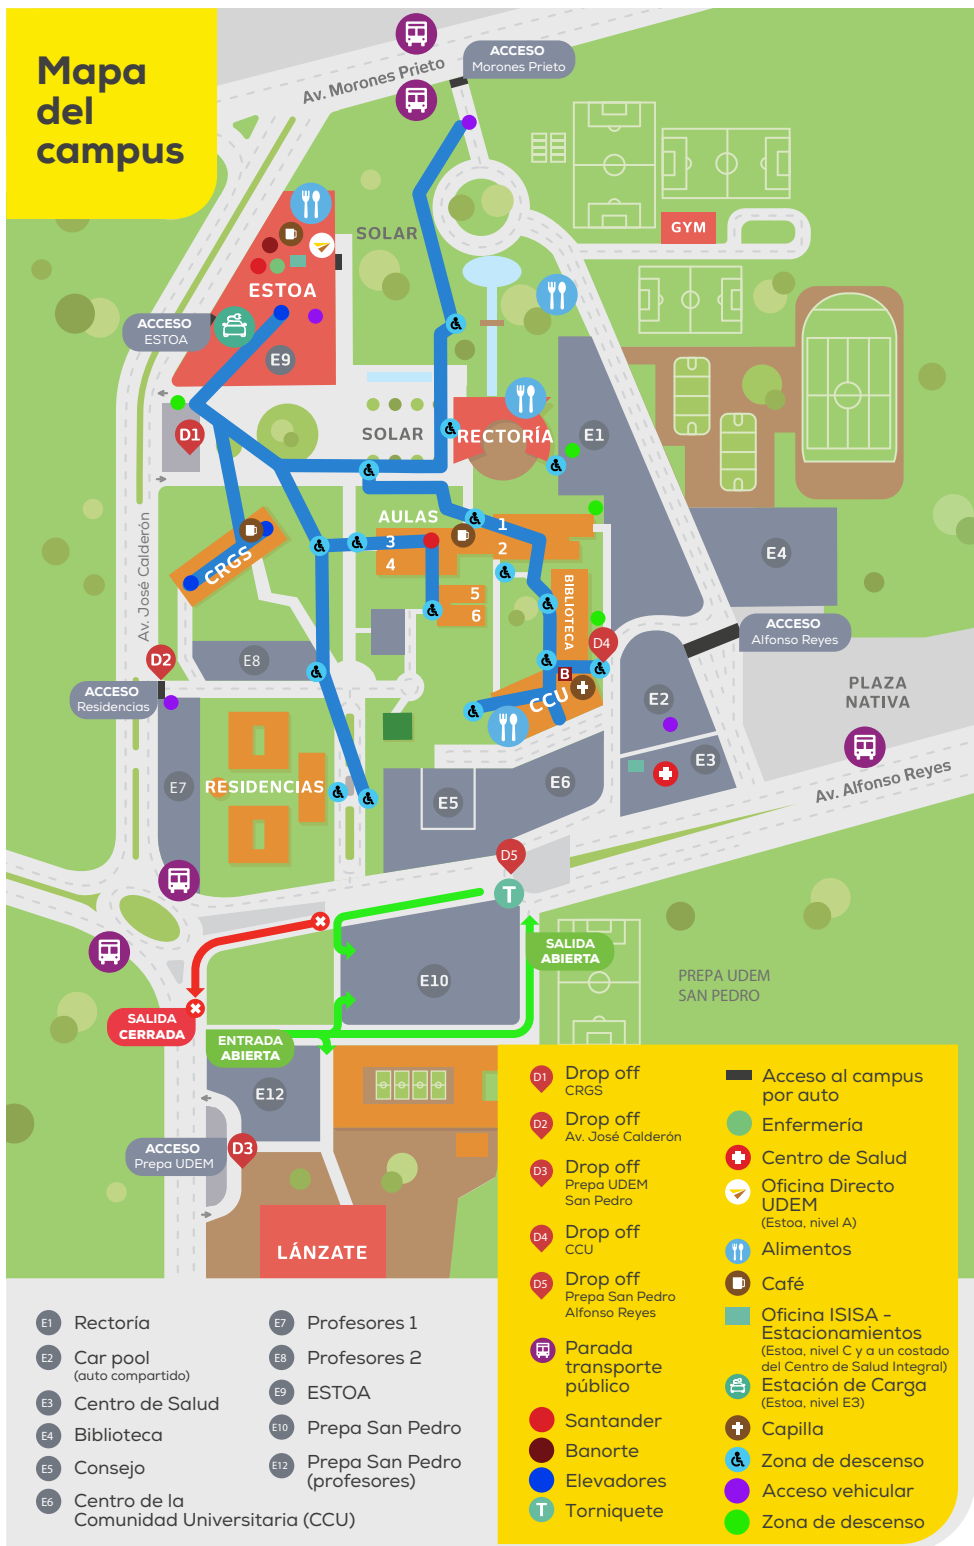 Mapa
del
campus
ACCESO
Morones Prieto
Av. Morones Prieto
SOLAR
GYM
ESTOA
ACCESO
ESTOA
E9
D1
SOLAR
RECTORÍA
E1
AULAS
1
2
3
4
5
6
BIBLIOTECA
E4
CRGS
Av. José Calderón
ACCESO
Alfonso Reyes
D4
D2
E8
B
CCU
E2
PLAZA
NATIVA
ACCESO
Residencias
E3
E7
RESIDENCIAS
E6
E5
Av. Alfonso Reyes
D5
T
SALIDA
ABIERTA
E10
PREPA UDEM
SAN PEDRO
SALIDA
CERRADA
ENTRADA
ABIERTA
E12
ACCESO
Prepa UDEM
D3
LÁNZATE
D1 Drop off
CRGS
D2 Drop off
Av. José Calderón
D3 Drop off
Prepa UDEM
San Pedro
D4 Drop off
CCU
D5 Drop off
Prepa San Pedro
Alfonso Reyes
Parada
transporte
público
Santander
Banorte
Elevadores
T Torniquete
Acceso al campus
por auto
Enfermería
Centro de Salud
Oficina Directo
UDEM
(Estoa, nivel A)
Alimentos
Café
Oficina ISISA -
Estacionamientos
(Estoa, nivel C y a un costado
del Centro de Salud Integral)
Estación de Carga
(Estoa, nivel E3)
Capilla
Zona de descenso
Acceso vehicular
Zona de descenso
E1 Rectoría
E2 Car pool
(auto compartido)
E3 Centro de Salud
E4 Biblioteca
E5 Consejo
E6 Centro de la
Comunidad Universitaria (CCU)
E7 Profesores 1
E8 Profesores 2
E9 ESTOA
E10 Prepa San Pedro
E12 Prepa San Pedro
(profesores)